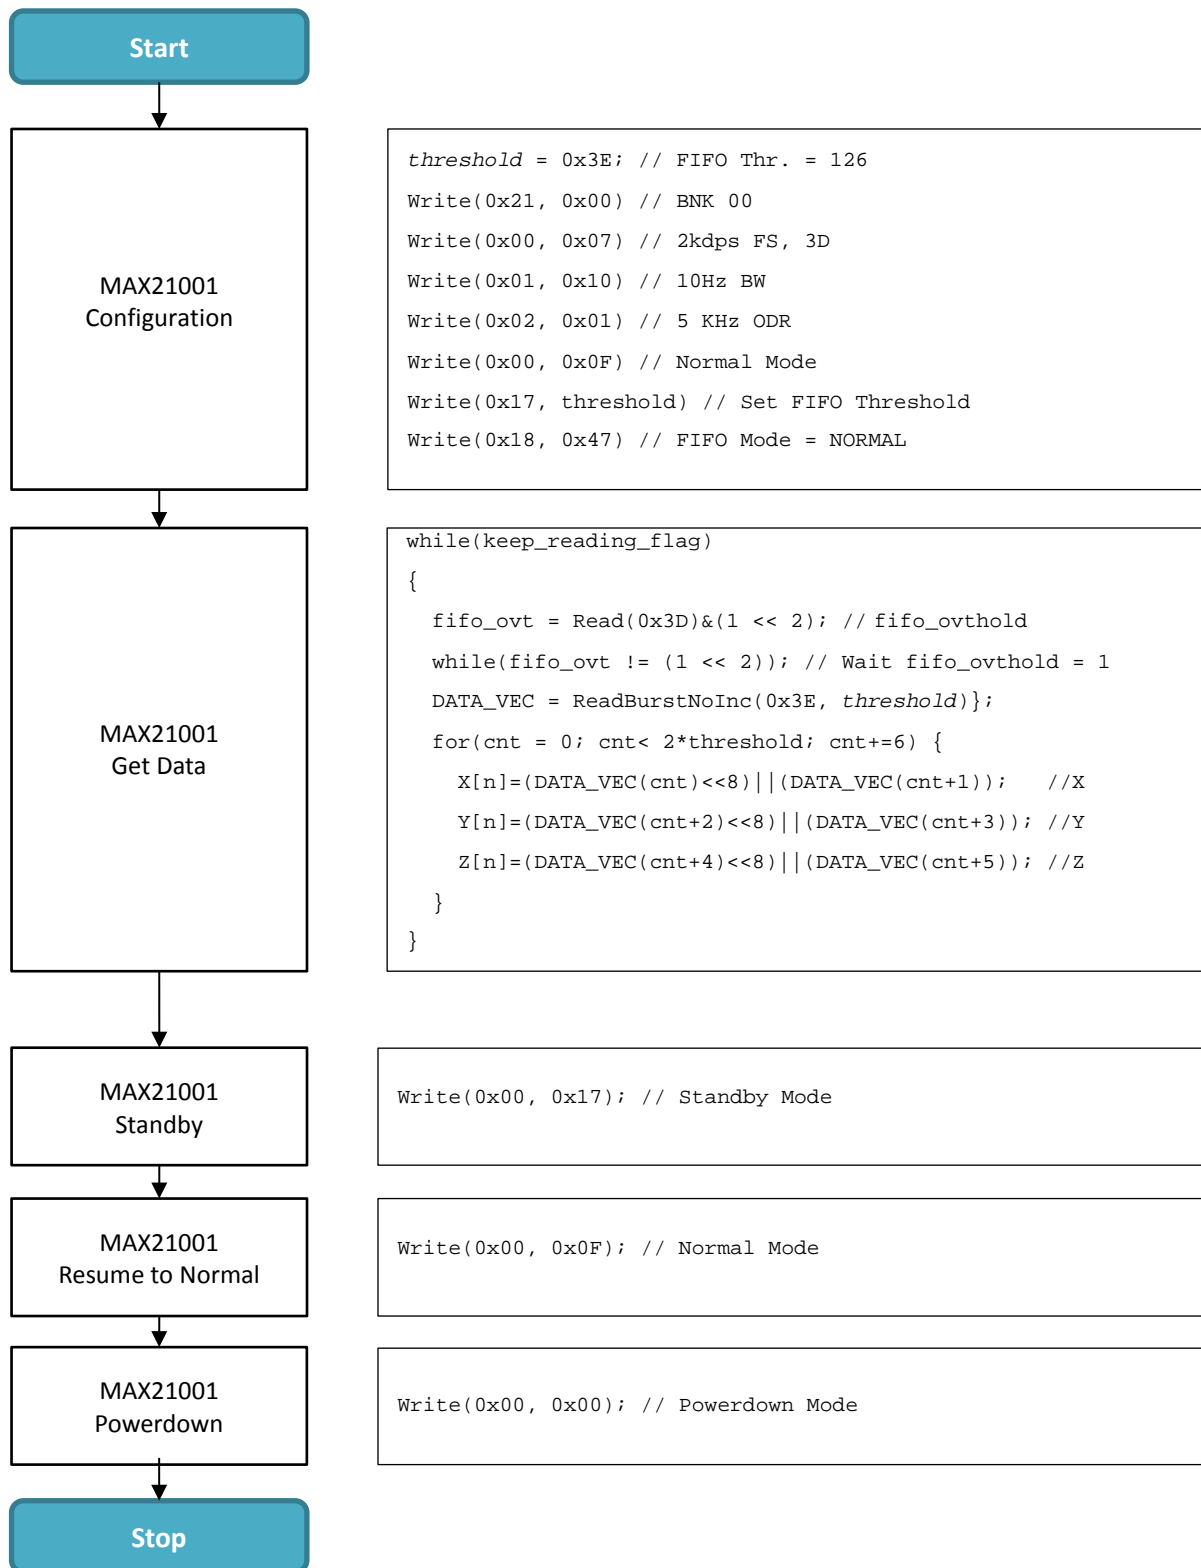 Start
MAX21001
Configuration
threshold = 0x3E; // FIFO Thr. = 126
Write(0x21, 0x00) // BNK 00
Write(0x00, 0x07) // 2kdps FS, 3D
Write(0x01, 0x10) // 10Hz BW
Write(0x02, 0x01) // 5 KHz ODR
Write(0x00, 0x0F) // Normal Mode
Write(0x17, threshold) // Set FIFO Threshold
Write(0x18, 0x47) // FIFO Mode = NORMAL
MAX21001
Get Data
while(keep_reading_flag)
{
fifo_ovt = Read(0x3D)&(1 << 2); // fifo_ovthold
while(fifo_ovt != (1 << 2)); // Wait fifo_ovthold = 1
DATA_VEC = ReadBurstNoInc(0x3E, threshold)};
for(cnt = 0; cnt< 2*threshold; cnt+=6) {
X[n]=(DATA_VEC(cnt)<<8)||(DATA_VEC(cnt+1)); //X
Y[n]=(DATA_VEC(cnt+2)<<8)||(DATA_VEC(cnt+3)); //Y
Z[n]=(DATA_VEC(cnt+4)<<8)||(DATA_VEC(cnt+5)); //Z
}
}
MAX21001
Standby
Write(0x00, 0x17); // Standby Mode
MAX21001
Resume to Normal
Write(0x00, 0x0F); // Normal Mode
MAX21001
Powerdown
Write(0x00, 0x00); // Powerdown Mode
Stop